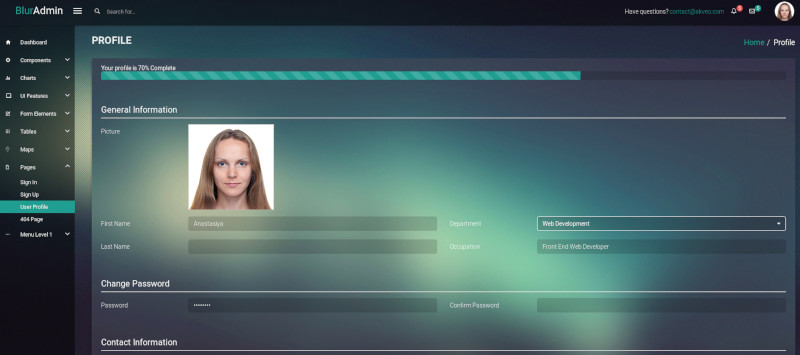 BlurAdmin
Search for...
Have questions? contact@akveo.com
5
5
Dashboard
Components
Charts
UI Features
Form Elements
Tables
Maps
Pages
Sign In
Sign Up
User Profile
404 Page
Menu Level 1
PROFILE
Home / Profile
Your profile is 70% Complete
General Information
Picture
First Name
Anastasiya
Department
Web Development
Last Name
Occupation
Front End Web Developer
Change Password
Password
••••••••
Confirm Password
Contact Information